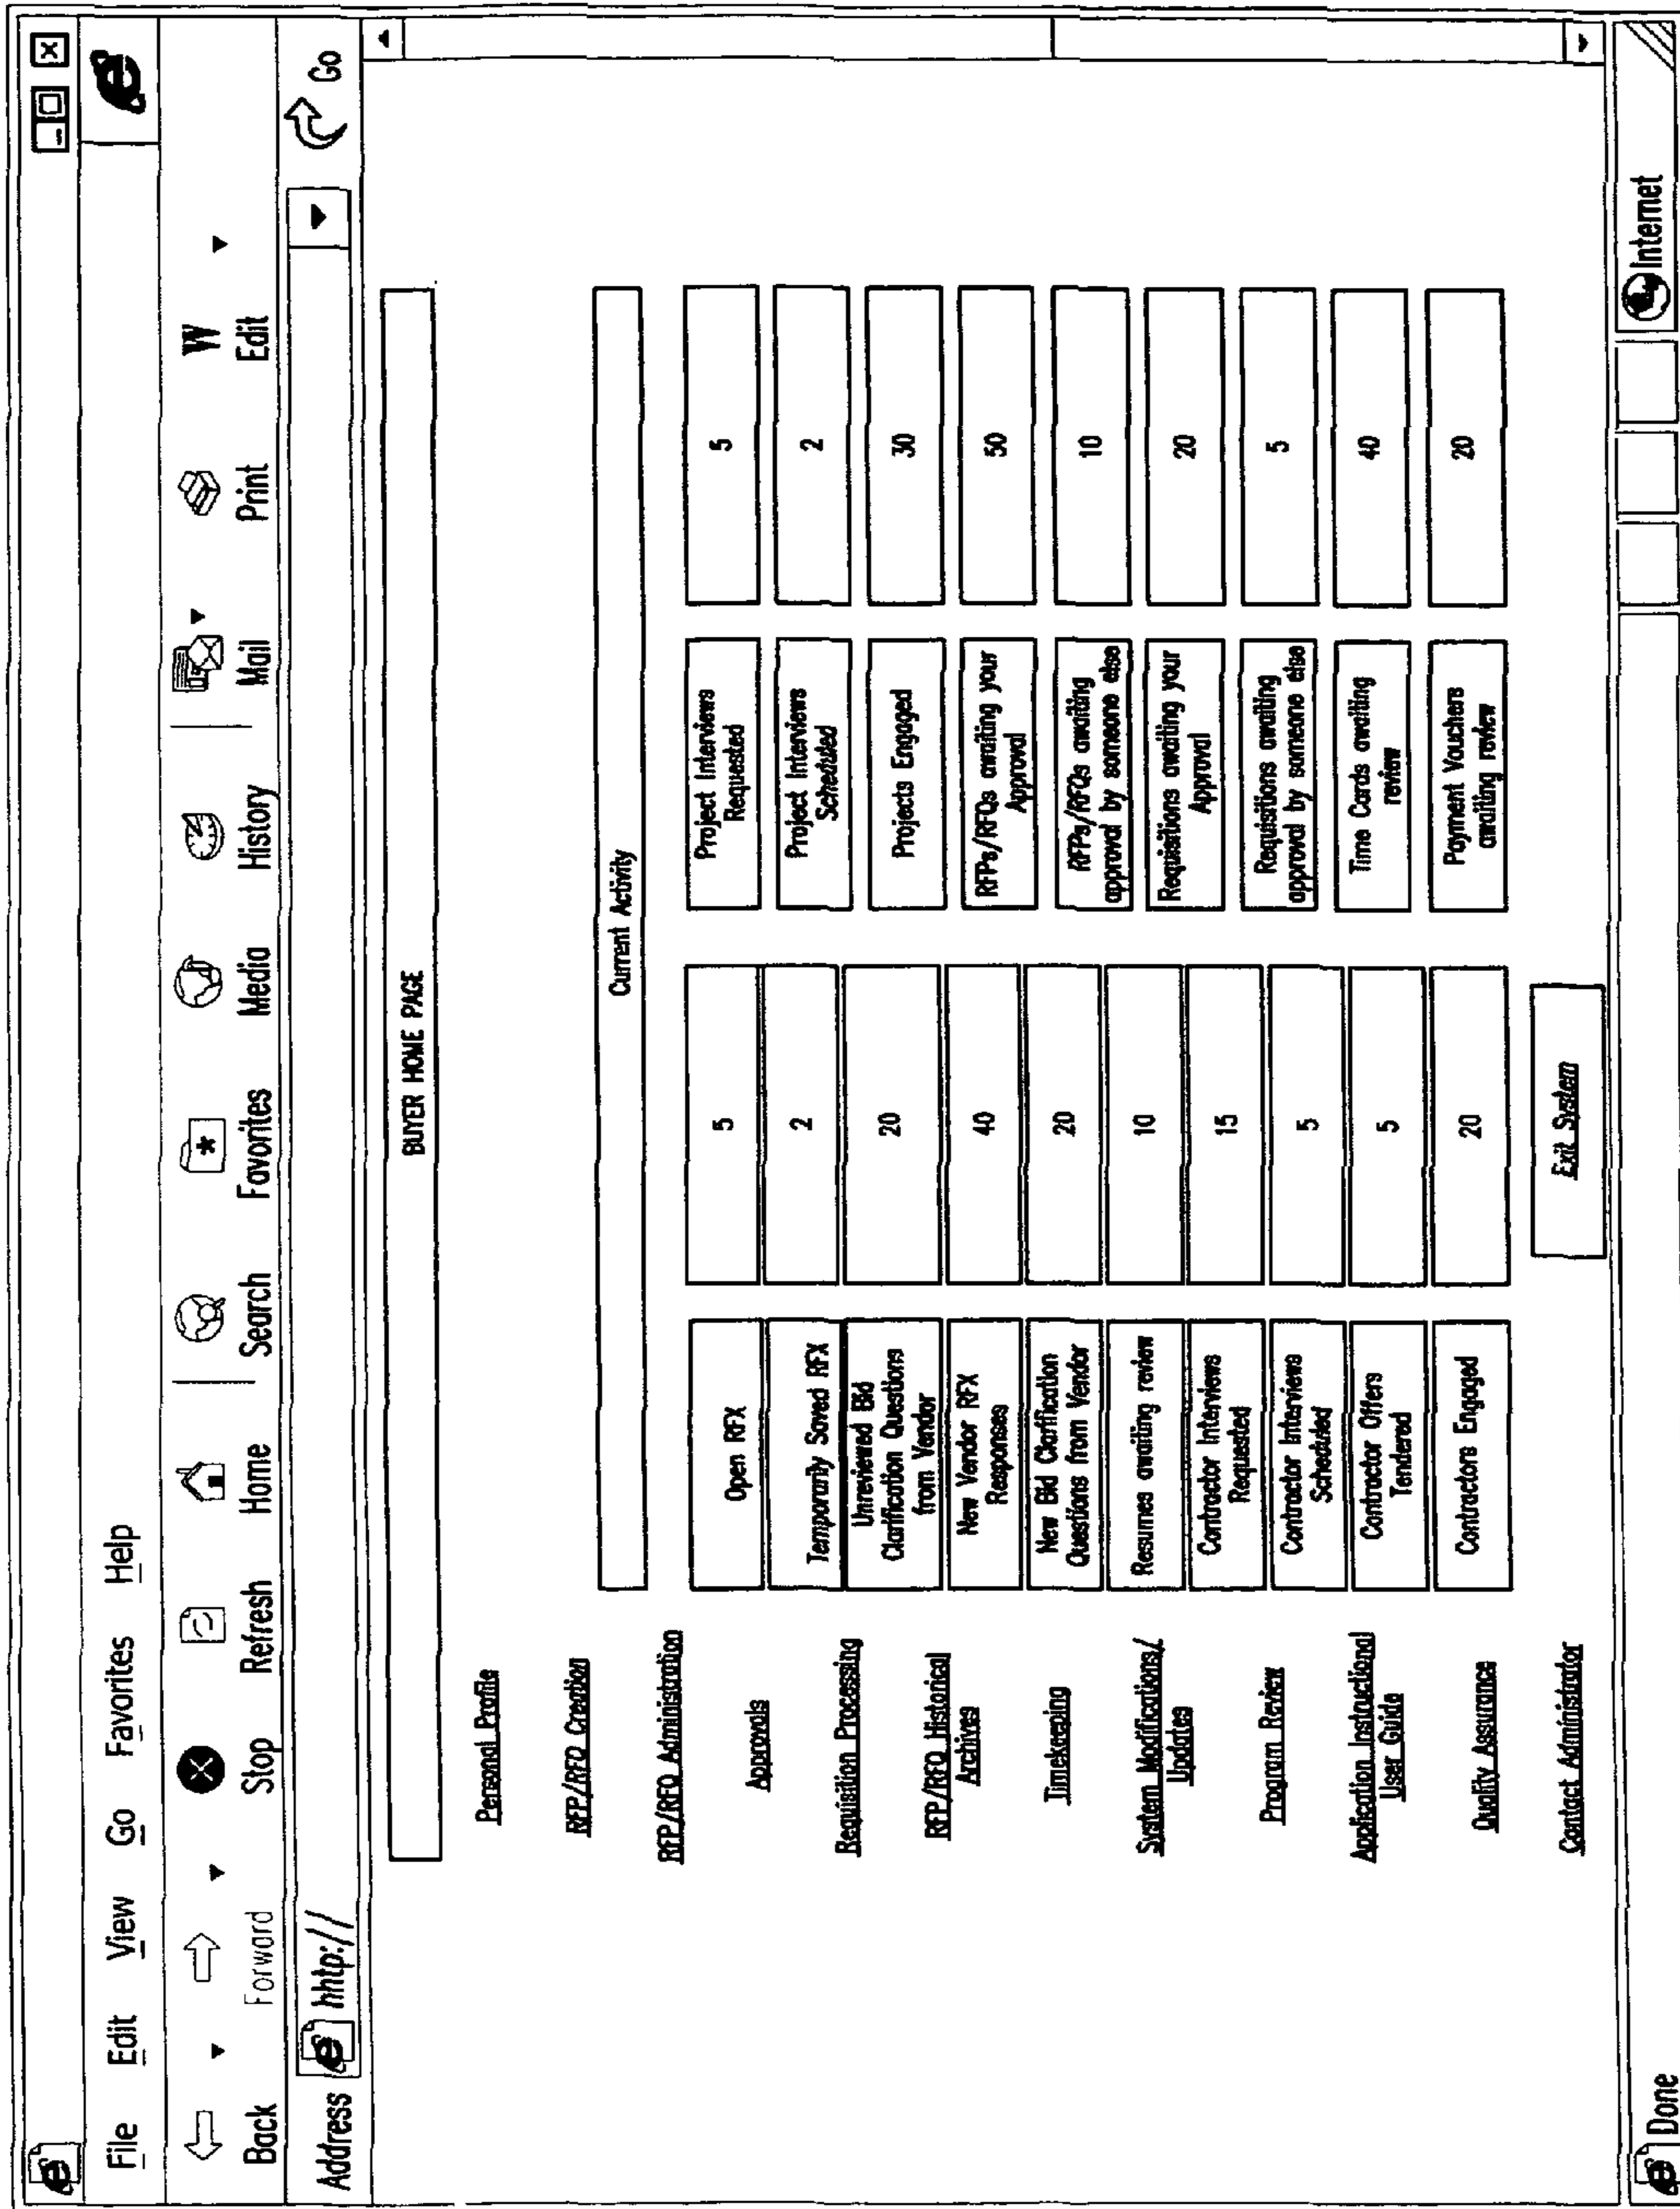 File Edit View Go Favorites Help
Back Forward Stop Refresh Home Search Favorites Media History Mail Print Edit
Address hhtp:// Go
BUYER HOME PAGE
Personal Profile
RFP/RFQ Creation
RFP/RFQ Administration
Approvals
Requisition Processing
RFP/RFQ Historical
Archives
Timekeeping
System Modifications/
Updates
Program Review
Application Instructional
User Guide
Quality Assurance
Contact Administrator
Current Activity
Open RFX 5
Temporarily Saved RFX 2
Unreviewed Bid
Clarification Questions 20
from Vendor
New Vendor RFX
Responses 40
New Bid Clarification
Questions from Vendor 20
Resumes awaiting review 10
Contractor Interviews
Requested 15
Contractor Interviews
Scheduled 5
Contractor Offers
Tendered 5
Contractors Engaged 20
Project Interviews
Requested 5
Project Interviews
Scheduled 2
Projects Engaged 30
RFPs/RFQs awaiting your
Approval 50
RFPs/RFQs awaiting
approval by someone else 10
Requisitions awaiting your
Approval 20
Requisitions awaiting
approval by someone else 5
Time Cards awaiting
review 40
Payment Vouchers
awaiting review 20
Exit System
Done Internet